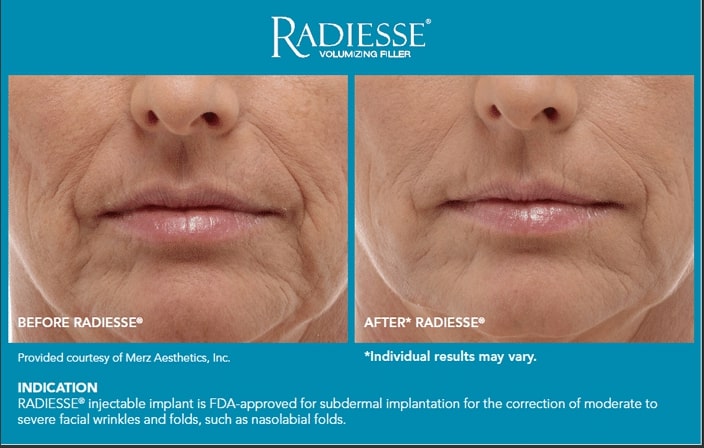 RADIESSE®
VOLUMIZING FILLER
BEFORE RADIESSE®
AFTER* RADIESSE®
Provided courtesy of Merz Aesthetics, Inc.
*Individual results may vary.
INDICATION
RADIESSE® injectable implant is FDA-approved for subdermal implantation for the correction of moderate to
severe facial wrinkles and folds, such as nasolabial folds.